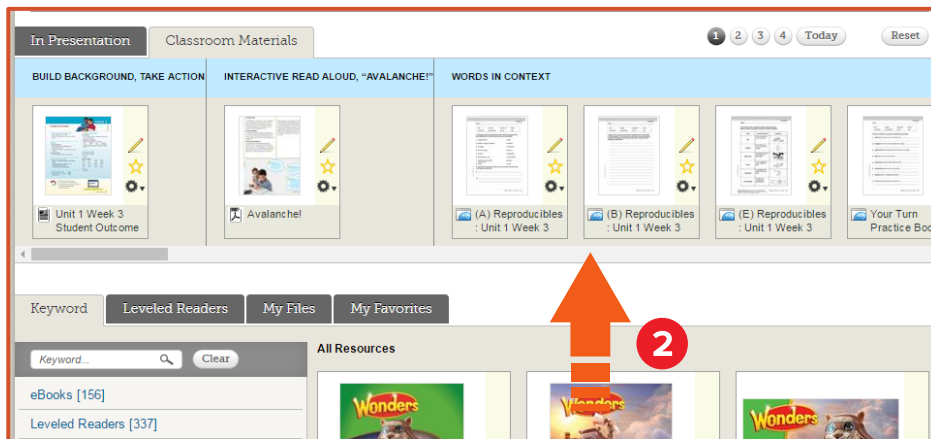 In Presentation
Classroom Materials
1 2 3 4 Today Reset
BUILD BACKGROUND, TAKE ACTION
INTERACTIVE READ ALOUD, "AVALANCHE!"
WORDS IN CONTEXT
Unit 1 Week 3
Student Outcome
Avalanche!
(A) Reproducibles
: Unit 1 Week 3
(B) Reproducibles
: Unit 1 Week 3
(E) Reproducibles
: Unit 1 Week 3
Your Turn
Practice Boo
Keyword
Leveled Readers
My Files
My Favorites
2
Keyword...
Clear
All Resources
eBooks [156]
Leveled Readers [337]
Wonders
Wonders
Wonders